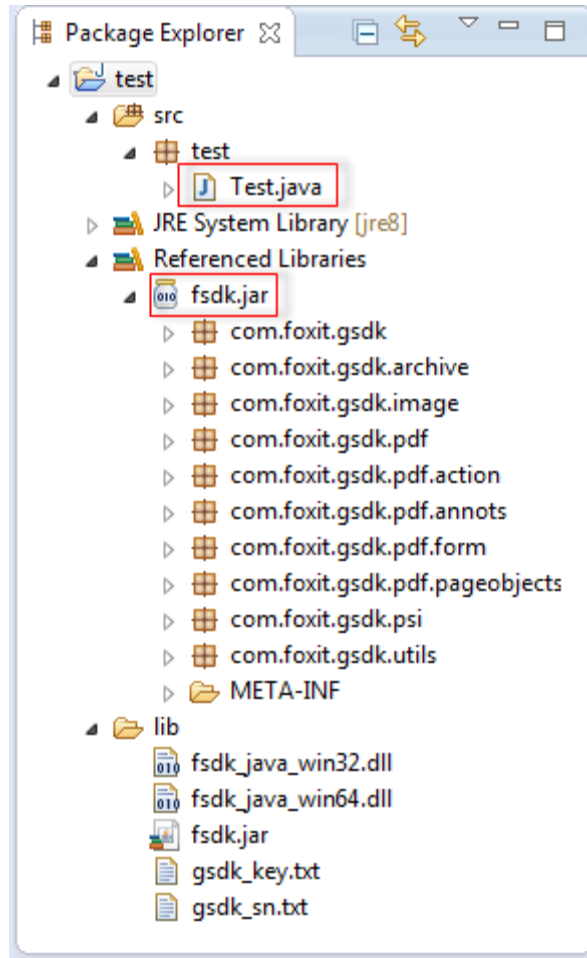 Package Explorer
test
src
test
Test.java
JRE System Library [jre8]
Referenced Libraries
fsdk.jar
com.foxit.gsdk
com.foxit.gsdk.archive
com.foxit.gsdk.image
com.foxit.gsdk.pdf
com.foxit.gsdk.pdf.action
com.foxit.gsdk.pdf.annots
com.foxit.gsdk.pdf.form
com.foxit.gsdk.pdf.pageobjects
com.foxit.gsdk.psi
com.foxit.gsdk.utils
META-INF
lib
fsdk_java_win32.dll
fsdk_java_win64.dll
fsdk.jar
gsdk_key.txt
gsdk_sn.txt